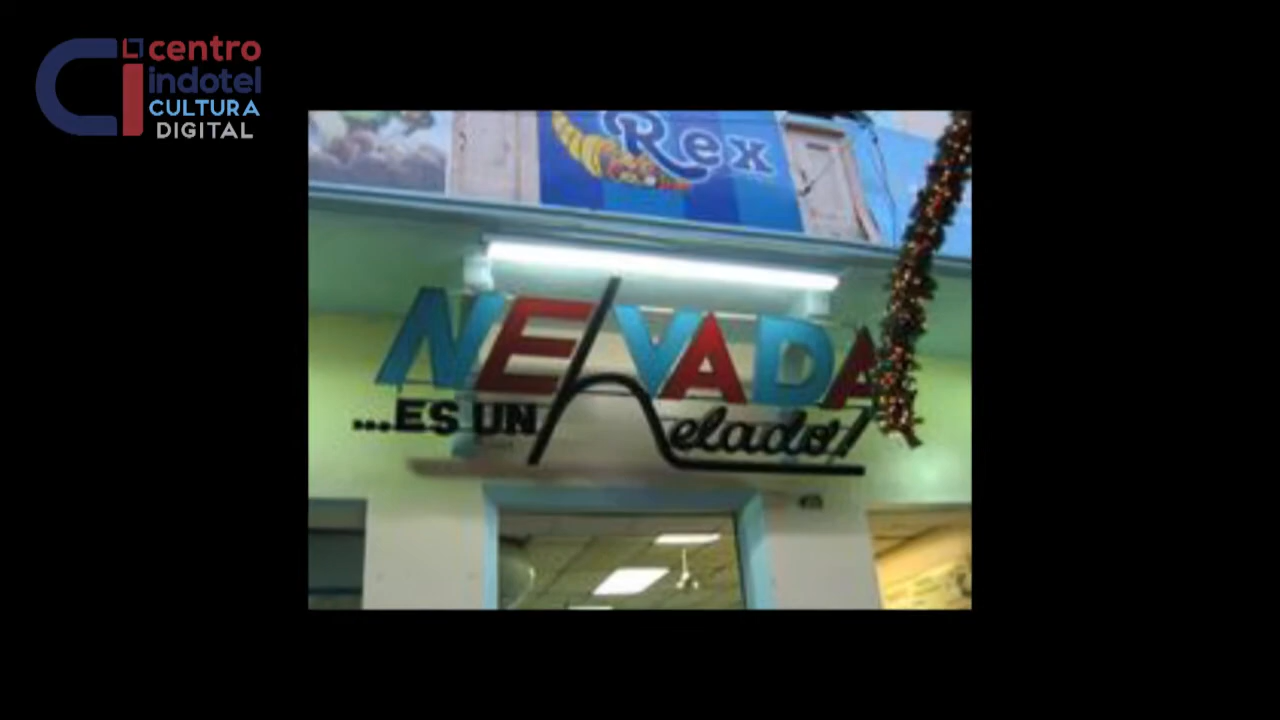 centro
indotel
CULTURA
DIGITAL
Rex
NEVADA
...ES UN helado!